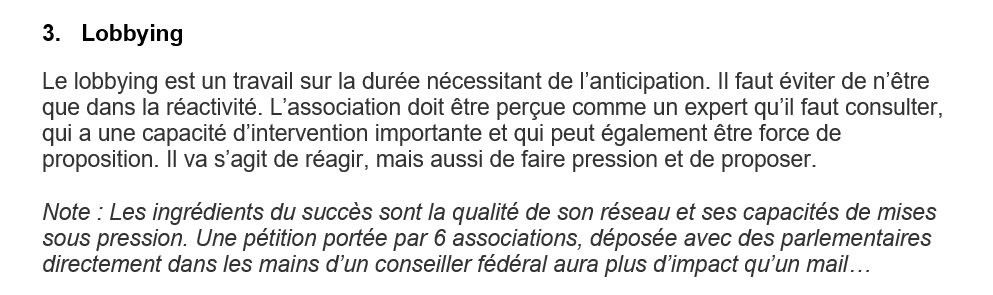 3. Lobbying
Le lobbying est un travail sur la durée nécessitant de l’anticipation. Il faut éviter de n’être
que dans la réactivité. L’association doit être perçue comme un expert qu’il faut consulter,
qui a une capacité d’intervention importante et qui peut également être force de
proposition. Il va s’agit de réagir, mais aussi de faire pression et de proposer.
Note : Les ingrédients du succès sont la qualité de son réseau et ses capacités de mises
sous pression. Une pétition portée par 6 associations, déposée avec des parlementaires
directement dans les mains d’un conseiller fédéral aura plus d’impact qu’un mail…